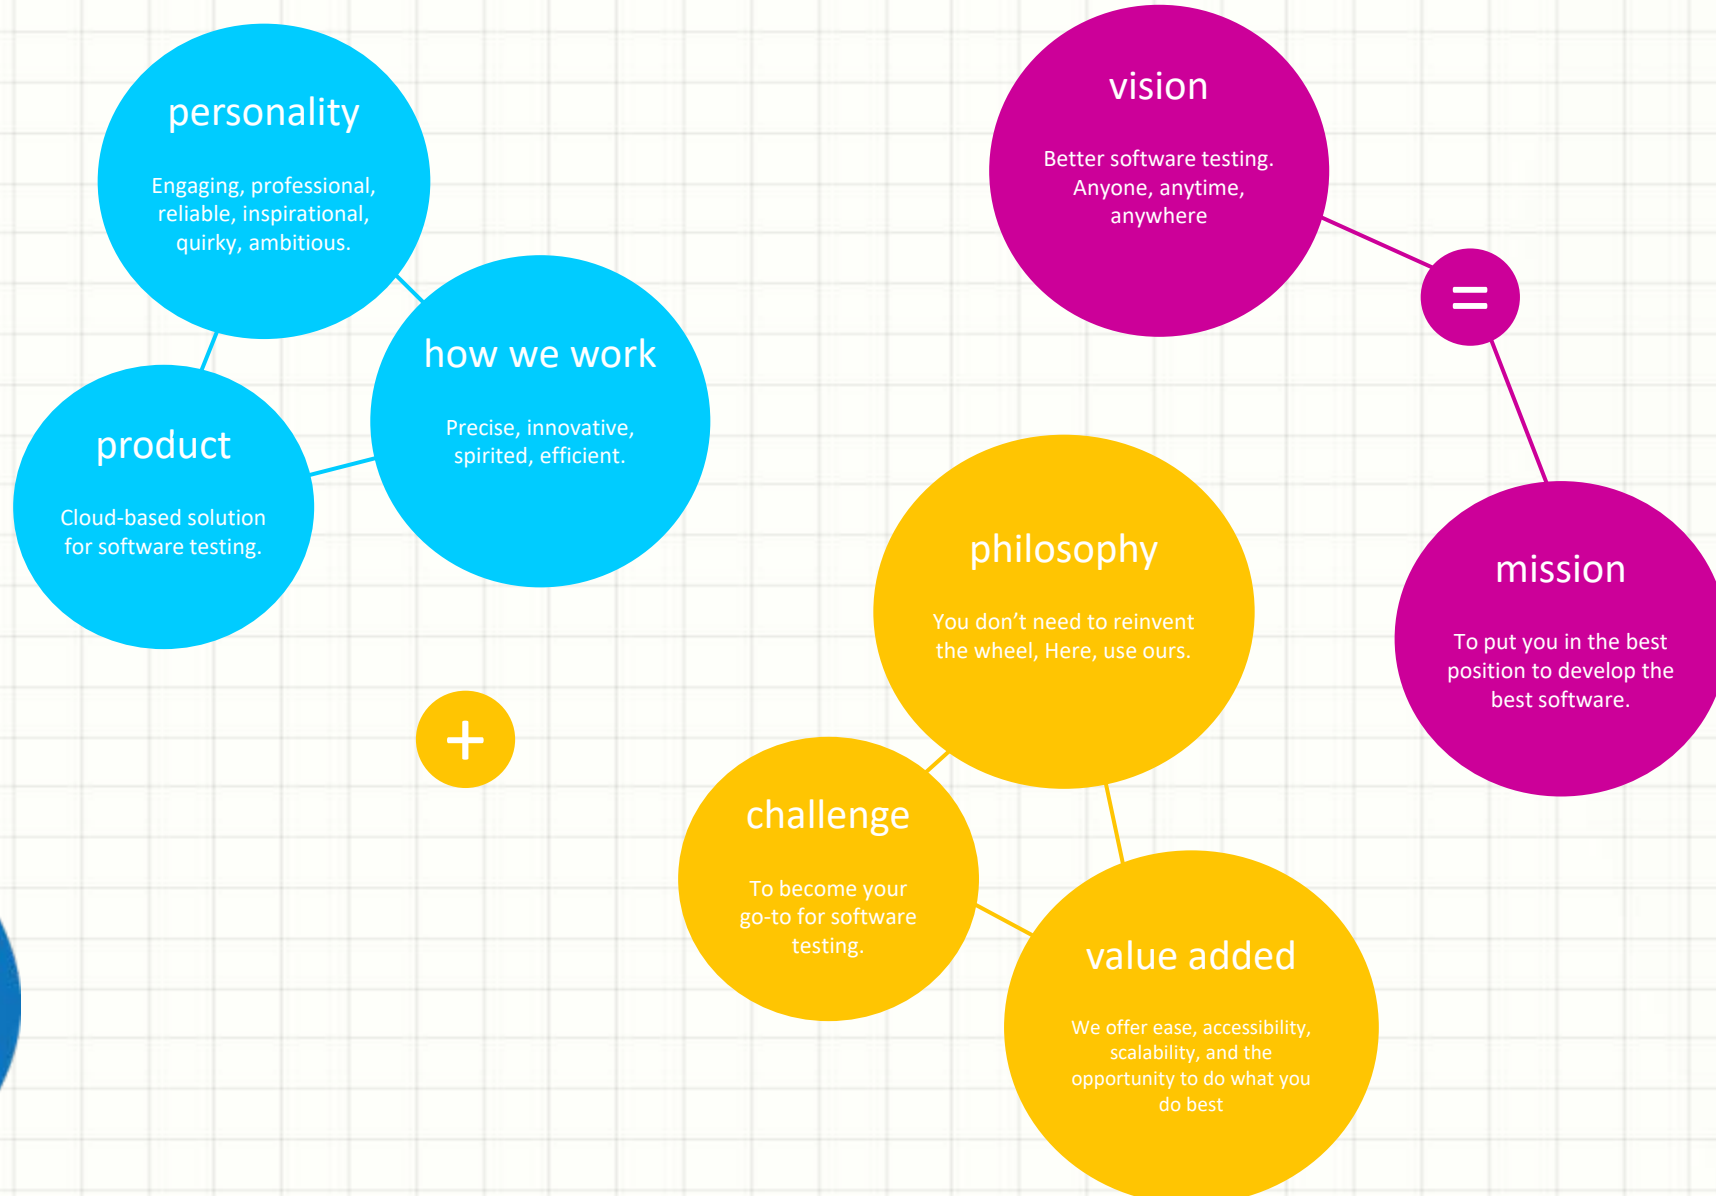 personality
Engaging, professional,
reliable, inspirational,
quirky, ambitious.
how we work
Precise, innovative,
spirited, efficient.
product
Cloud-based solution
for software testing.
+
philosophy
You don’t need to reinvent
the wheel, Here, use ours.
challenge
To become your
go-to for software
testing.
value added
We offer ease, accessibility,
scalability, and the
opportunity to do what you
do best
vision
Better software testing.
Anyone, anytime,
anywhere
=
mission
To put you in the best
position to develop the
best software.